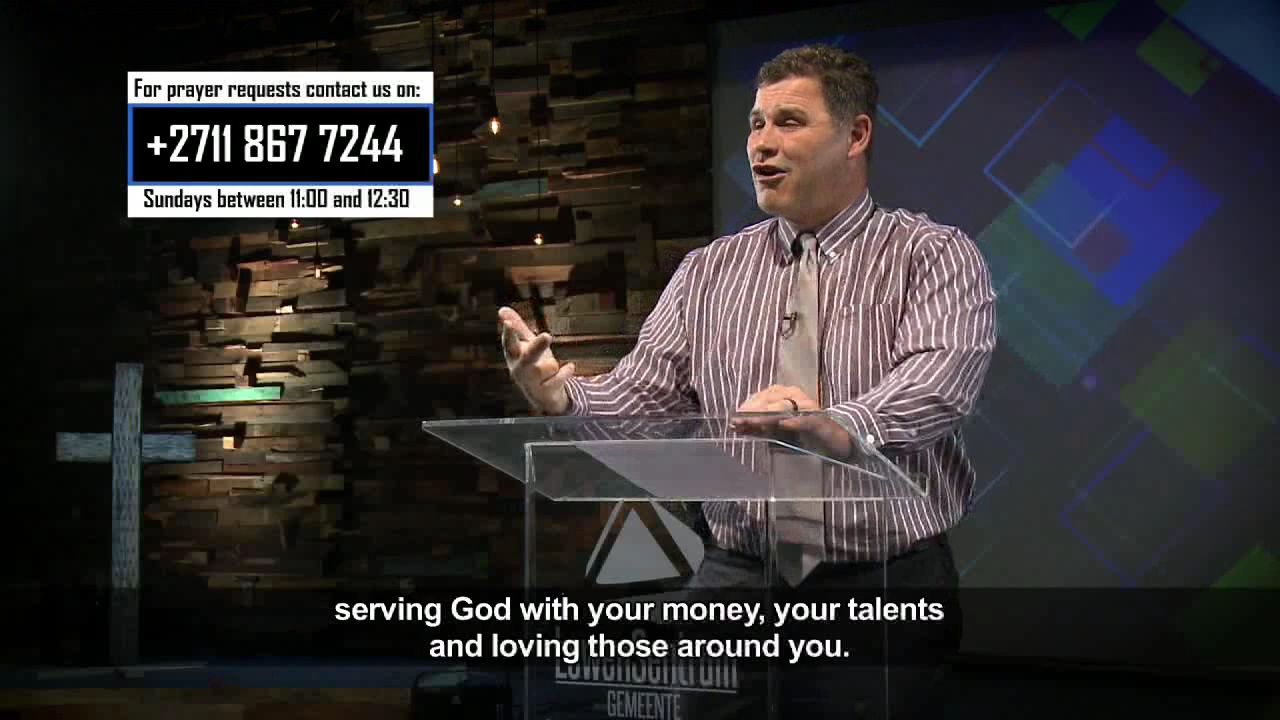 For prayer requests contact us on:
+2711 867 7244
Sundays between 11:00 and 12:30
serving God with your money, your talents
and loving those around you.
LewenSentrum
GEMEENTE